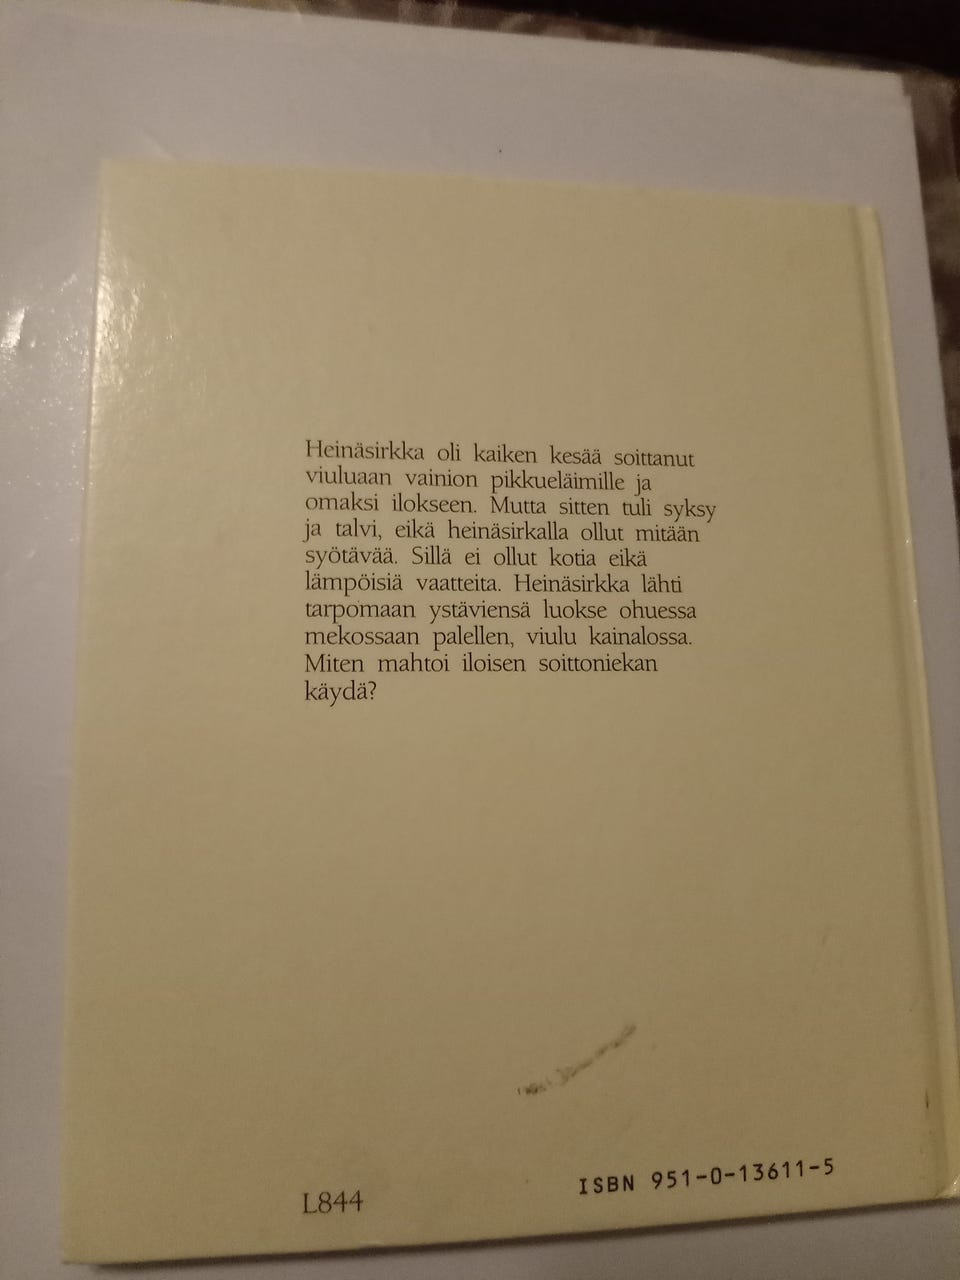 Heinäsirkka oli kaiken kesää soittanut
viuluaan vainion pikkueläimille ja
omaksi ilokseen. Mutta sitten tuli syksy
ja talvi, eikä heinäsirkalla ollut mitään
syötävää. Sillä ei ollut kotia eikä
lämpöisiä vaatteita. Heinäsirkka lähti
tarpomaan ystäviensä luokse ohuessa
mekossaan palellen, viulu kainalossa.
Miten mahtoi iloisen soittoniekan
käydä?
L844
ISBN 951-0-13611-5